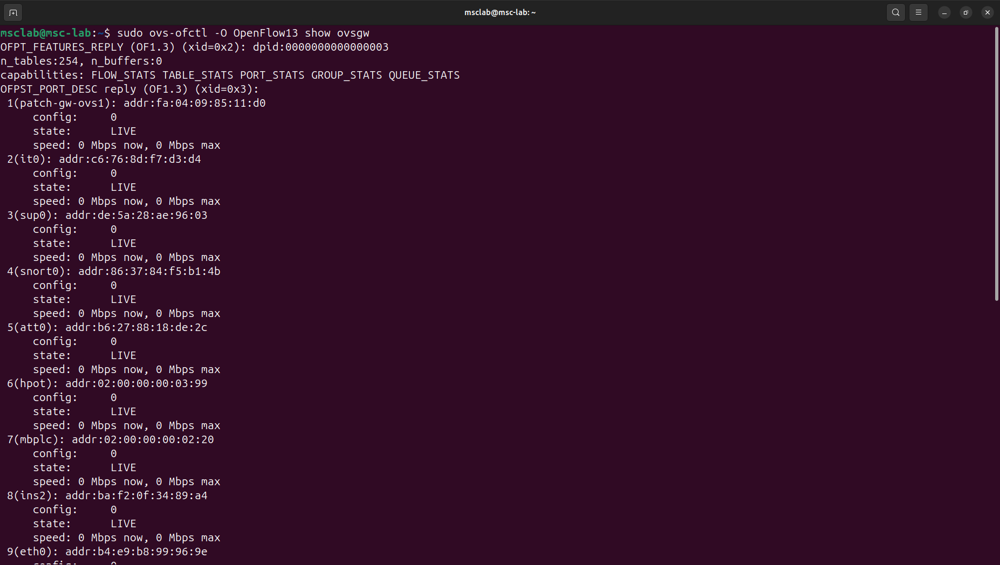 msclab@msc-lab: ~
msclab@msc-lab:~$ sudo ovs-ofctl -O OpenFlow13 show ovsgw
OFPT_FEATURES_REPLY (OF1.3) (xid=0x2): dpid:0000000000000003
n_tables:254, n_buffers:0
capabilities: FLOW_STATS TABLE_STATS PORT_STATS GROUP_STATS QUEUE_STATS
OFPST_PORT_DESC reply (OF1.3) (xid=0x3):
 1(patch-gw-ovs1): addr:fa:04:09:85:11:d0
     config:     0
     state:      LIVE
     speed: 0 Mbps now, 0 Mbps max
 2(it0): addr:c6:76:8d:f7:d3:d4
     config:     0
     state:      LIVE
     speed: 0 Mbps now, 0 Mbps max
 3(sup0): addr:de:5a:28:ae:96:03
     config:     0
     state:      LIVE
     speed: 0 Mbps now, 0 Mbps max
 4(snort0): addr:86:37:84:f5:b1:4b
     config:     0
     state:      LIVE
     speed: 0 Mbps now, 0 Mbps max
 5(att0): addr:b6:27:88:18:de:2c
     config:     0
     state:      LIVE
     speed: 0 Mbps now, 0 Mbps max
 6(hpot): addr:02:00:00:00:03:99
     config:     0
     state:      LIVE
     speed: 0 Mbps now, 0 Mbps max
 7(mbplc): addr:02:00:00:00:02:20
     config:     0
     state:      LIVE
     speed: 0 Mbps now, 0 Mbps max
 8(ins2): addr:ba:f2:0f:34:89:a4
     config:     0
     state:      LIVE
     speed: 0 Mbps now, 0 Mbps max
 9(eth0): addr:b4:e9:b8:99:96:9e
     config:     0